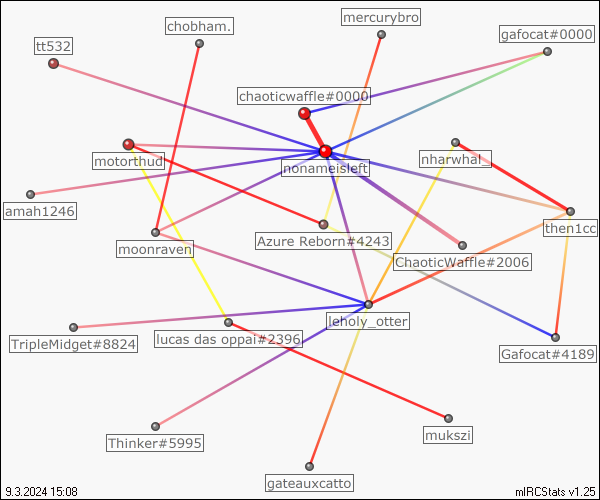 mercurybro
chobham.
gafocat#0000
tt532
chaoticwaffle#0000
motorthud
nonameisleft
nharwhal_
amah1246
then1cc
Azure Reborn#4243
moonraven
ChaoticWaffle#2006
leholy_otter
TripleMidget#8824
lucas das oppai#2396
Gafocat#4189
Thinker#5995
mukszi
gateauxcatto
9.3.2024 15:08
mIRCStats v1.25